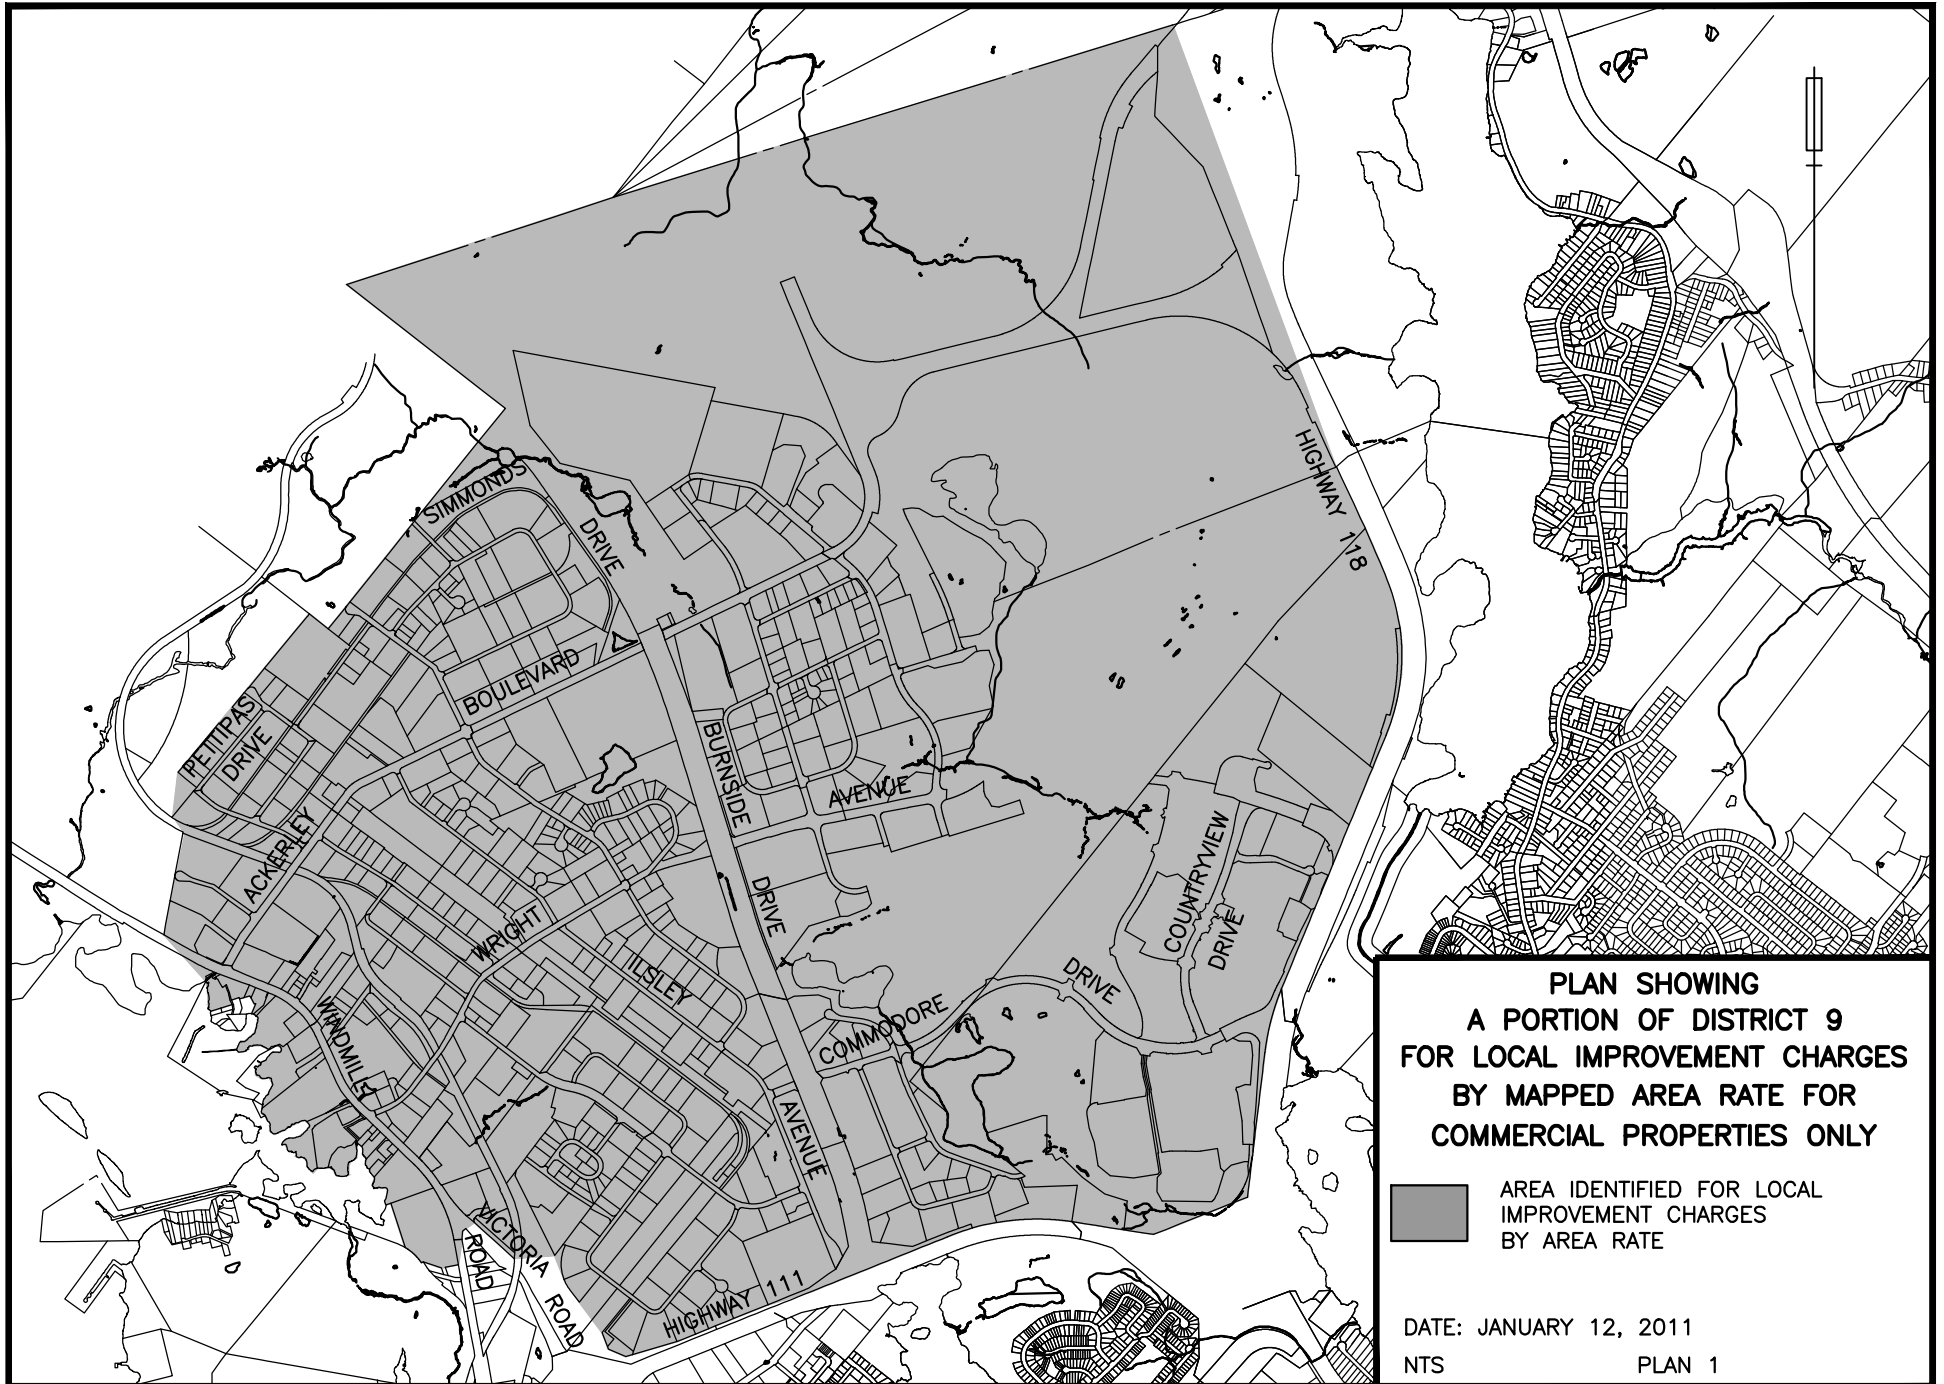 HIGHWAY 118
SIMMONDS
DRIVE
BOULEVARD
PETTIPAS
DRIVE
BURNSIDE
AVENUE
ACKERLEY
COUNTRYVIEW
DRIVE
DRIVE
WRIGHT
ILSLEY
DRIVE
COMMODORE
WINDMILL
AVENUE
VICTORIA
ROAD
ROAD
HIGHWAY 111
PLAN SHOWING
A PORTION OF DISTRICT 9
FOR LOCAL IMPROVEMENT CHARGES
BY MAPPED AREA RATE FOR
COMMERCIAL PROPERTIES ONLY
AREA IDENTIFIED FOR LOCAL
IMPROVEMENT CHARGES
BY AREA RATE
DATE: JANUARY 12, 2011
NTS PLAN 1